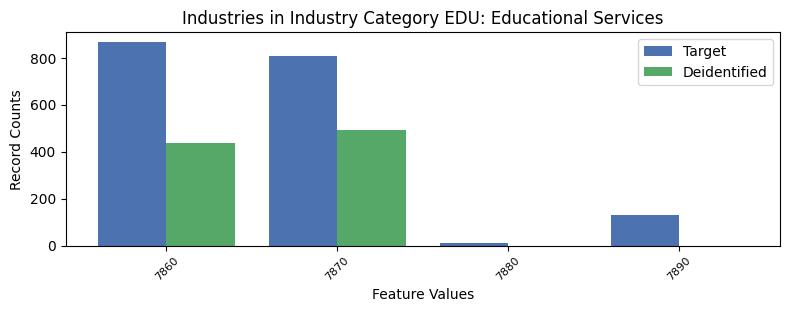 Industries in Industry Category EDU: Educational Services
Target
Deidentified
Record Counts
800
600
400
200
0
7860
7870
7880
7890
Feature Values